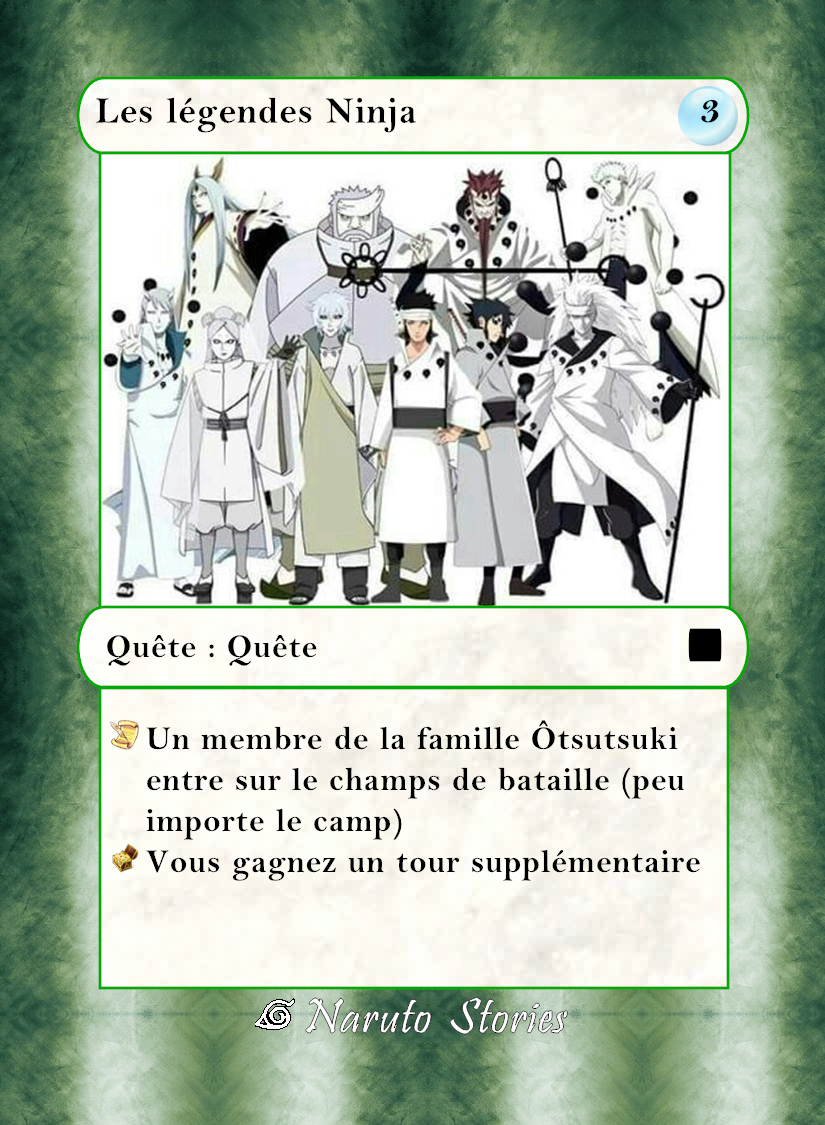 Les légendes Ninja
3
Quête : Quête
Un membre de la famille Ôtsutsuki
entre sur le champs de bataille (peu
importe le camp)
Vous gagnez un tour supplémentaire
Naruto Stories